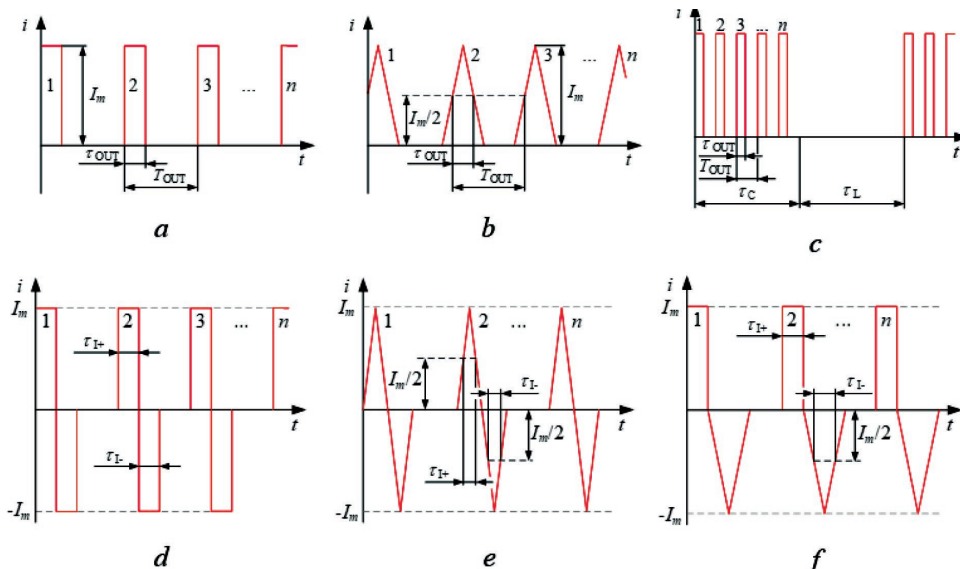 i
1
I_m
2
3
...
n
t
τ_OUT
T_OUT
a
i
1
2
3
...
n
I_m/2
I_m
t
τ_OUT
T_OUT
b
i
1 2 3 ... n
t
τ_OUT
T_OUT
τ_C
τ_L
c
i
I_m
1 2 3 ... n
τ_I+
t
τ_I-
-I_m
d
i
I_m
1 2 ... n
I_m/2
τ_I-
t
I_m/2
τ_I+
-I_m
e
i
I_m
1 2 ... n
τ_I+
τ_I-
t
I_m/2
-I_m
f